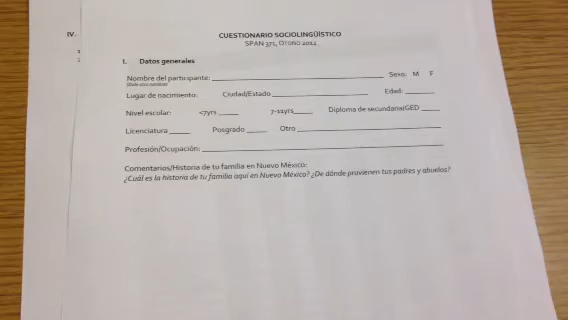 IV.
CUESTIONARIO SOCIOLINGÜÍSTICO
SPAN 371, Otoño 2012
I. Datos generales
Nombre del participante: Sexo: M F
Lugar de nacimiento: Ciudad/Estado Edad:
Nivel escolar: <7yrs 7-12yrs Diploma de secundaria/GED
Licenciatura Posgrado Otro
Profesión/Ocupación:
Comentarios/Historia de tu familia en Nuevo México:
¿Cuál es la historia de tu familia aquí en Nuevo México? ¿De dónde provienen tus padres y abuelos?